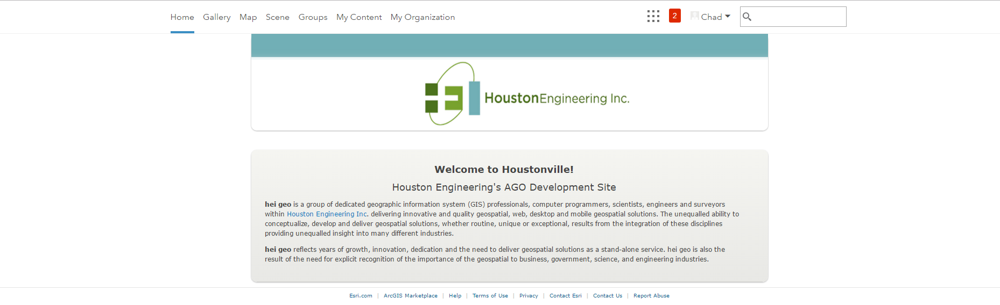 Home Gallery Map Scene Groups My Content My Organization 2 Chad
HoustonEngineering Inc.
Welcome to Houstonville!
Houston Engineering's AGO Development Site
hei geo is a group of dedicated geographic information system (GIS) professionals, computer programmers, scientists, engineers and surveyors
within Houston Engineering Inc. delivering innovative and quality geospatial, web, desktop and mobile geospatial solutions. The unequalled ability to
conceptualize, develop and deliver geospatial solutions, whether routine, unique or exceptional, results from the integration of these disciplines
providing unequalled insight into many different industries.
hei geo reflects years of growth, innovation, dedication and the need to deliver geospatial solutions as a stand-alone service. hei geo is also the
result of the need for explicit recognition of the importance of the geospatial to business, government, science, and engineering industries.
Esri.com | ArcGIS Marketplace | Help | Terms of Use | Privacy | Contact Esri | Contact Us | Report Abuse